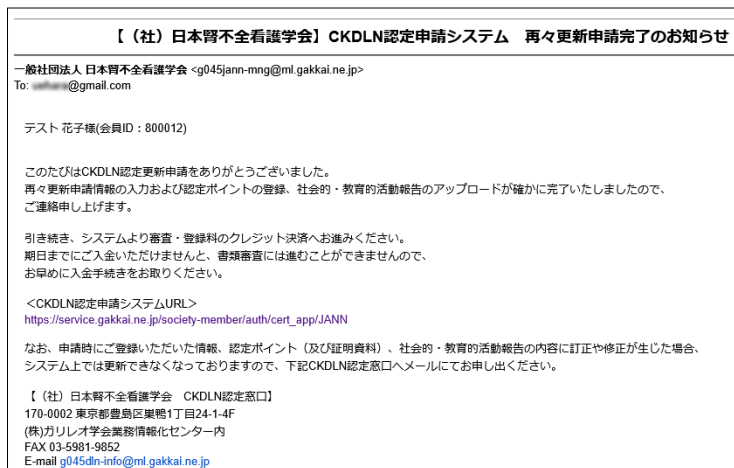 【（社）日本腎不全看護学会】CKDLN認定申請システム　再々更新申請完了のお知らせ
一般社団法人 日本腎不全看護学会 <g045jann-mng@ml.gakkai.ne.jp>
To: @gmail.com
テスト 花子様(会員ID：800012)
このたびはCKDLN認定更新申請をありがとうございました。
再々更新申請情報の入力および認定ポイントの登録、社会的・教育的活動報告のアップロードが確かに完了いたしましたので、
ご連絡申し上げます。
引き続き、システムより審査・登録料のクレジット決済へお進みください。
期日までにご入金いただけませんと、書類審査には進むことができませんので、
お早めに入金手続きをお取りください。
＜CKDLN認定申請システムURL＞
https://service.gakkai.ne.jp/society-member/auth/cert_app/JANN
なお、申請時にご登録いただいた情報、認定ポイント（及び証明資料）、社会的・教育的活動報告の内容に訂正や修正が生じた場合、
システム上では更新できなくなっておりますので、下記CKDLN認定窓口へメールにてお申し出ください。
【（社）日本腎不全看護学会　CKDLN認定窓口】
170-0002 東京都豊島区巣鴨1丁目24-1-4F
(株)ガリレオ学会業務情報化センター内
FAX 03-5981-9852
E-mail g045dln-info@ml.gakkai.ne.jp